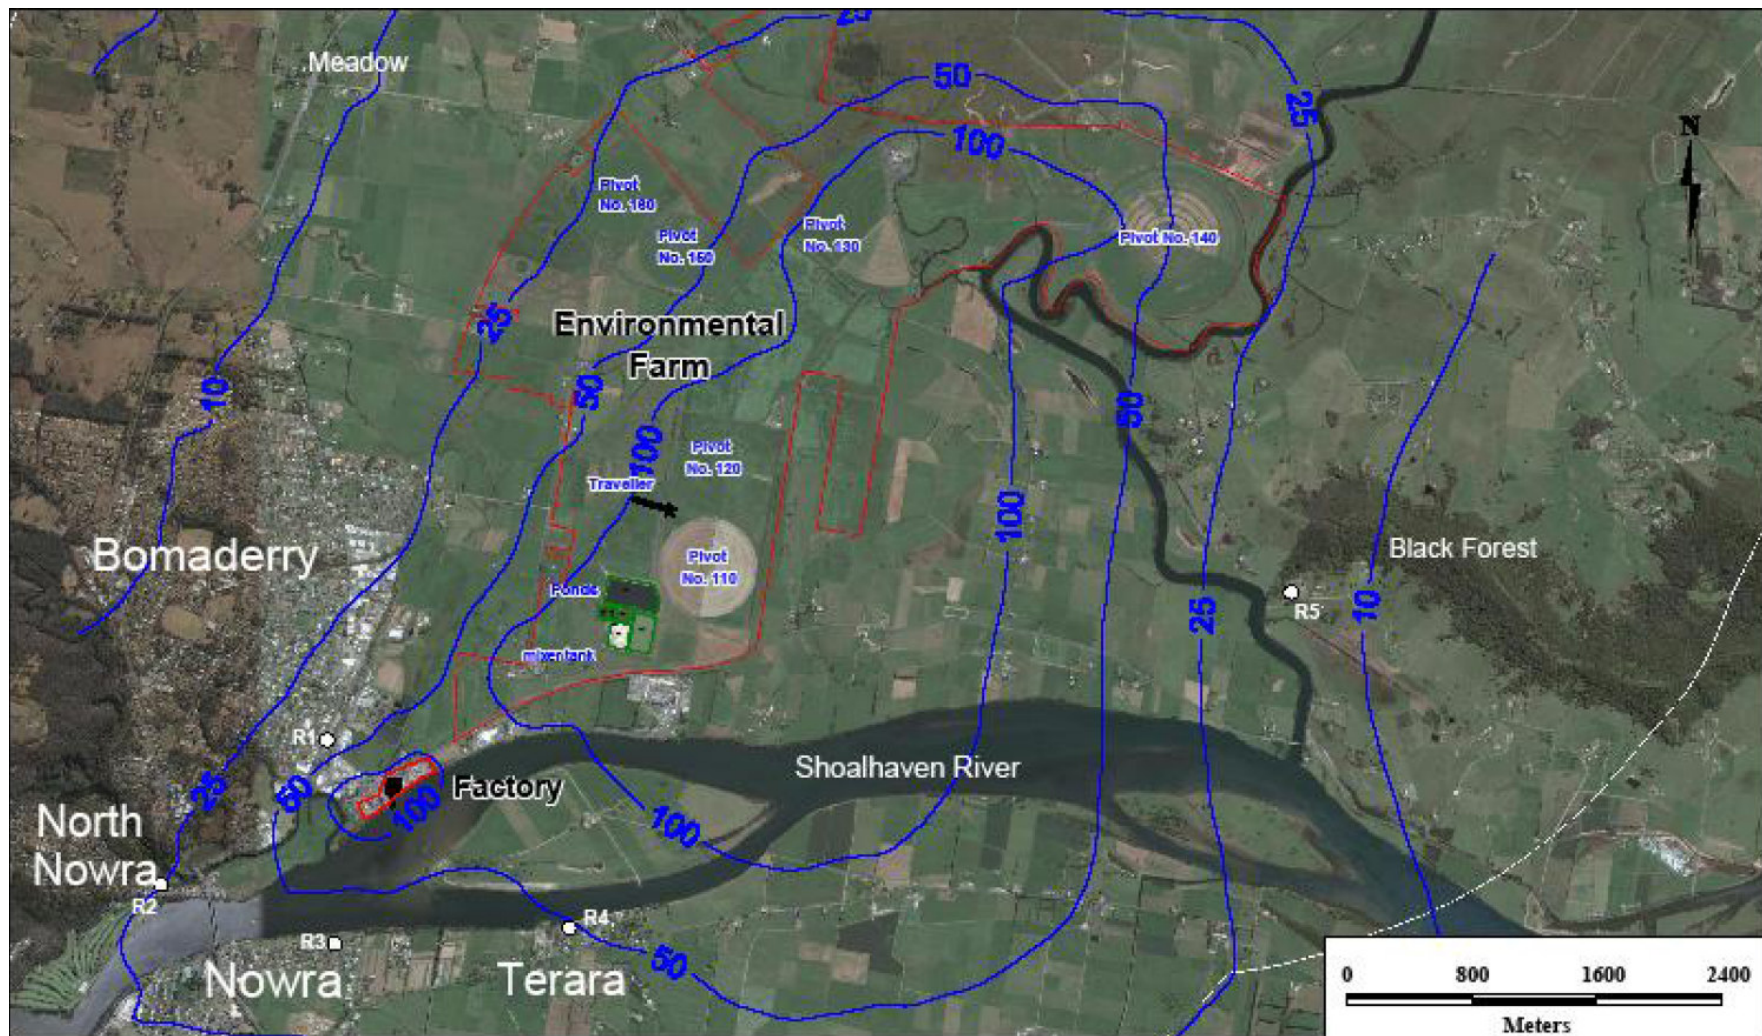 25
Meadow
50
25
100
N
Pivot
No. 160
Pivot
No. 150
Pivot
No. 130
Pivot No. 140
25
Environmental
Farm
10
50
50
100
Pivot
No. 120
Traveller
100
Bomaderry
Black Forest
Pivot
No. 110
Ponds
R5
10
25
mixer tank
R1
Shoalhaven River
25
50
Factory
100
100
North
Nowra
R2
R4
R3
50
Nowra
Terara
0 800 1600 2400
Meters